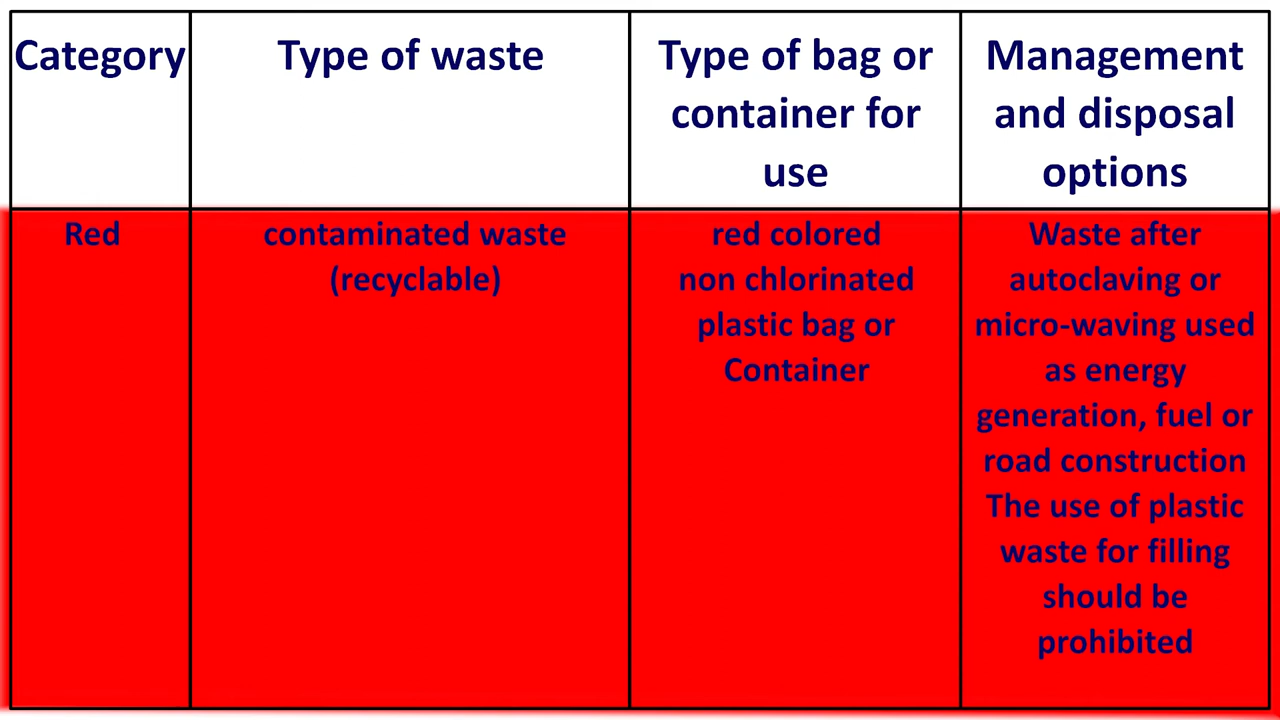 Category
Type of waste
Type of bag or
container for
use
Management
and disposal
options
Red
contaminated waste
(recyclable)
red colored
non chlorinated
plastic bag or
Container
Waste after
autoclaving or
micro-waving used
as energy
generation, fuel or
road construction
The use of plastic
waste for filling
should be
prohibited